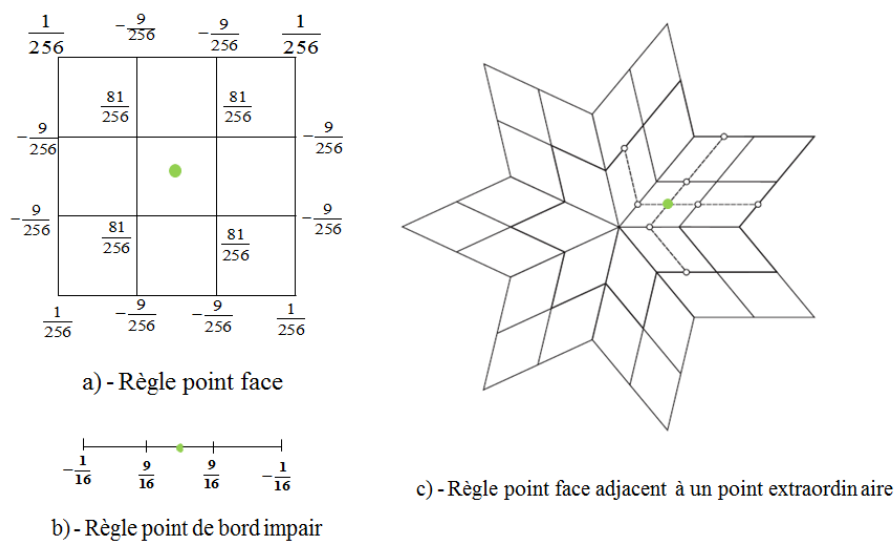 1/256 -9/256 -9/256 1/256
81/256 81/256
-9/256 -9/256
-9/256 -9/256
81/256 81/256
1/256 -9/256 -9/256 1/256
a) - Règle point face
-1/16 9/16 9/16 -1/16
b) - Règle point de bord impair
c) - Règle point face adjacent à un point extraordin aire